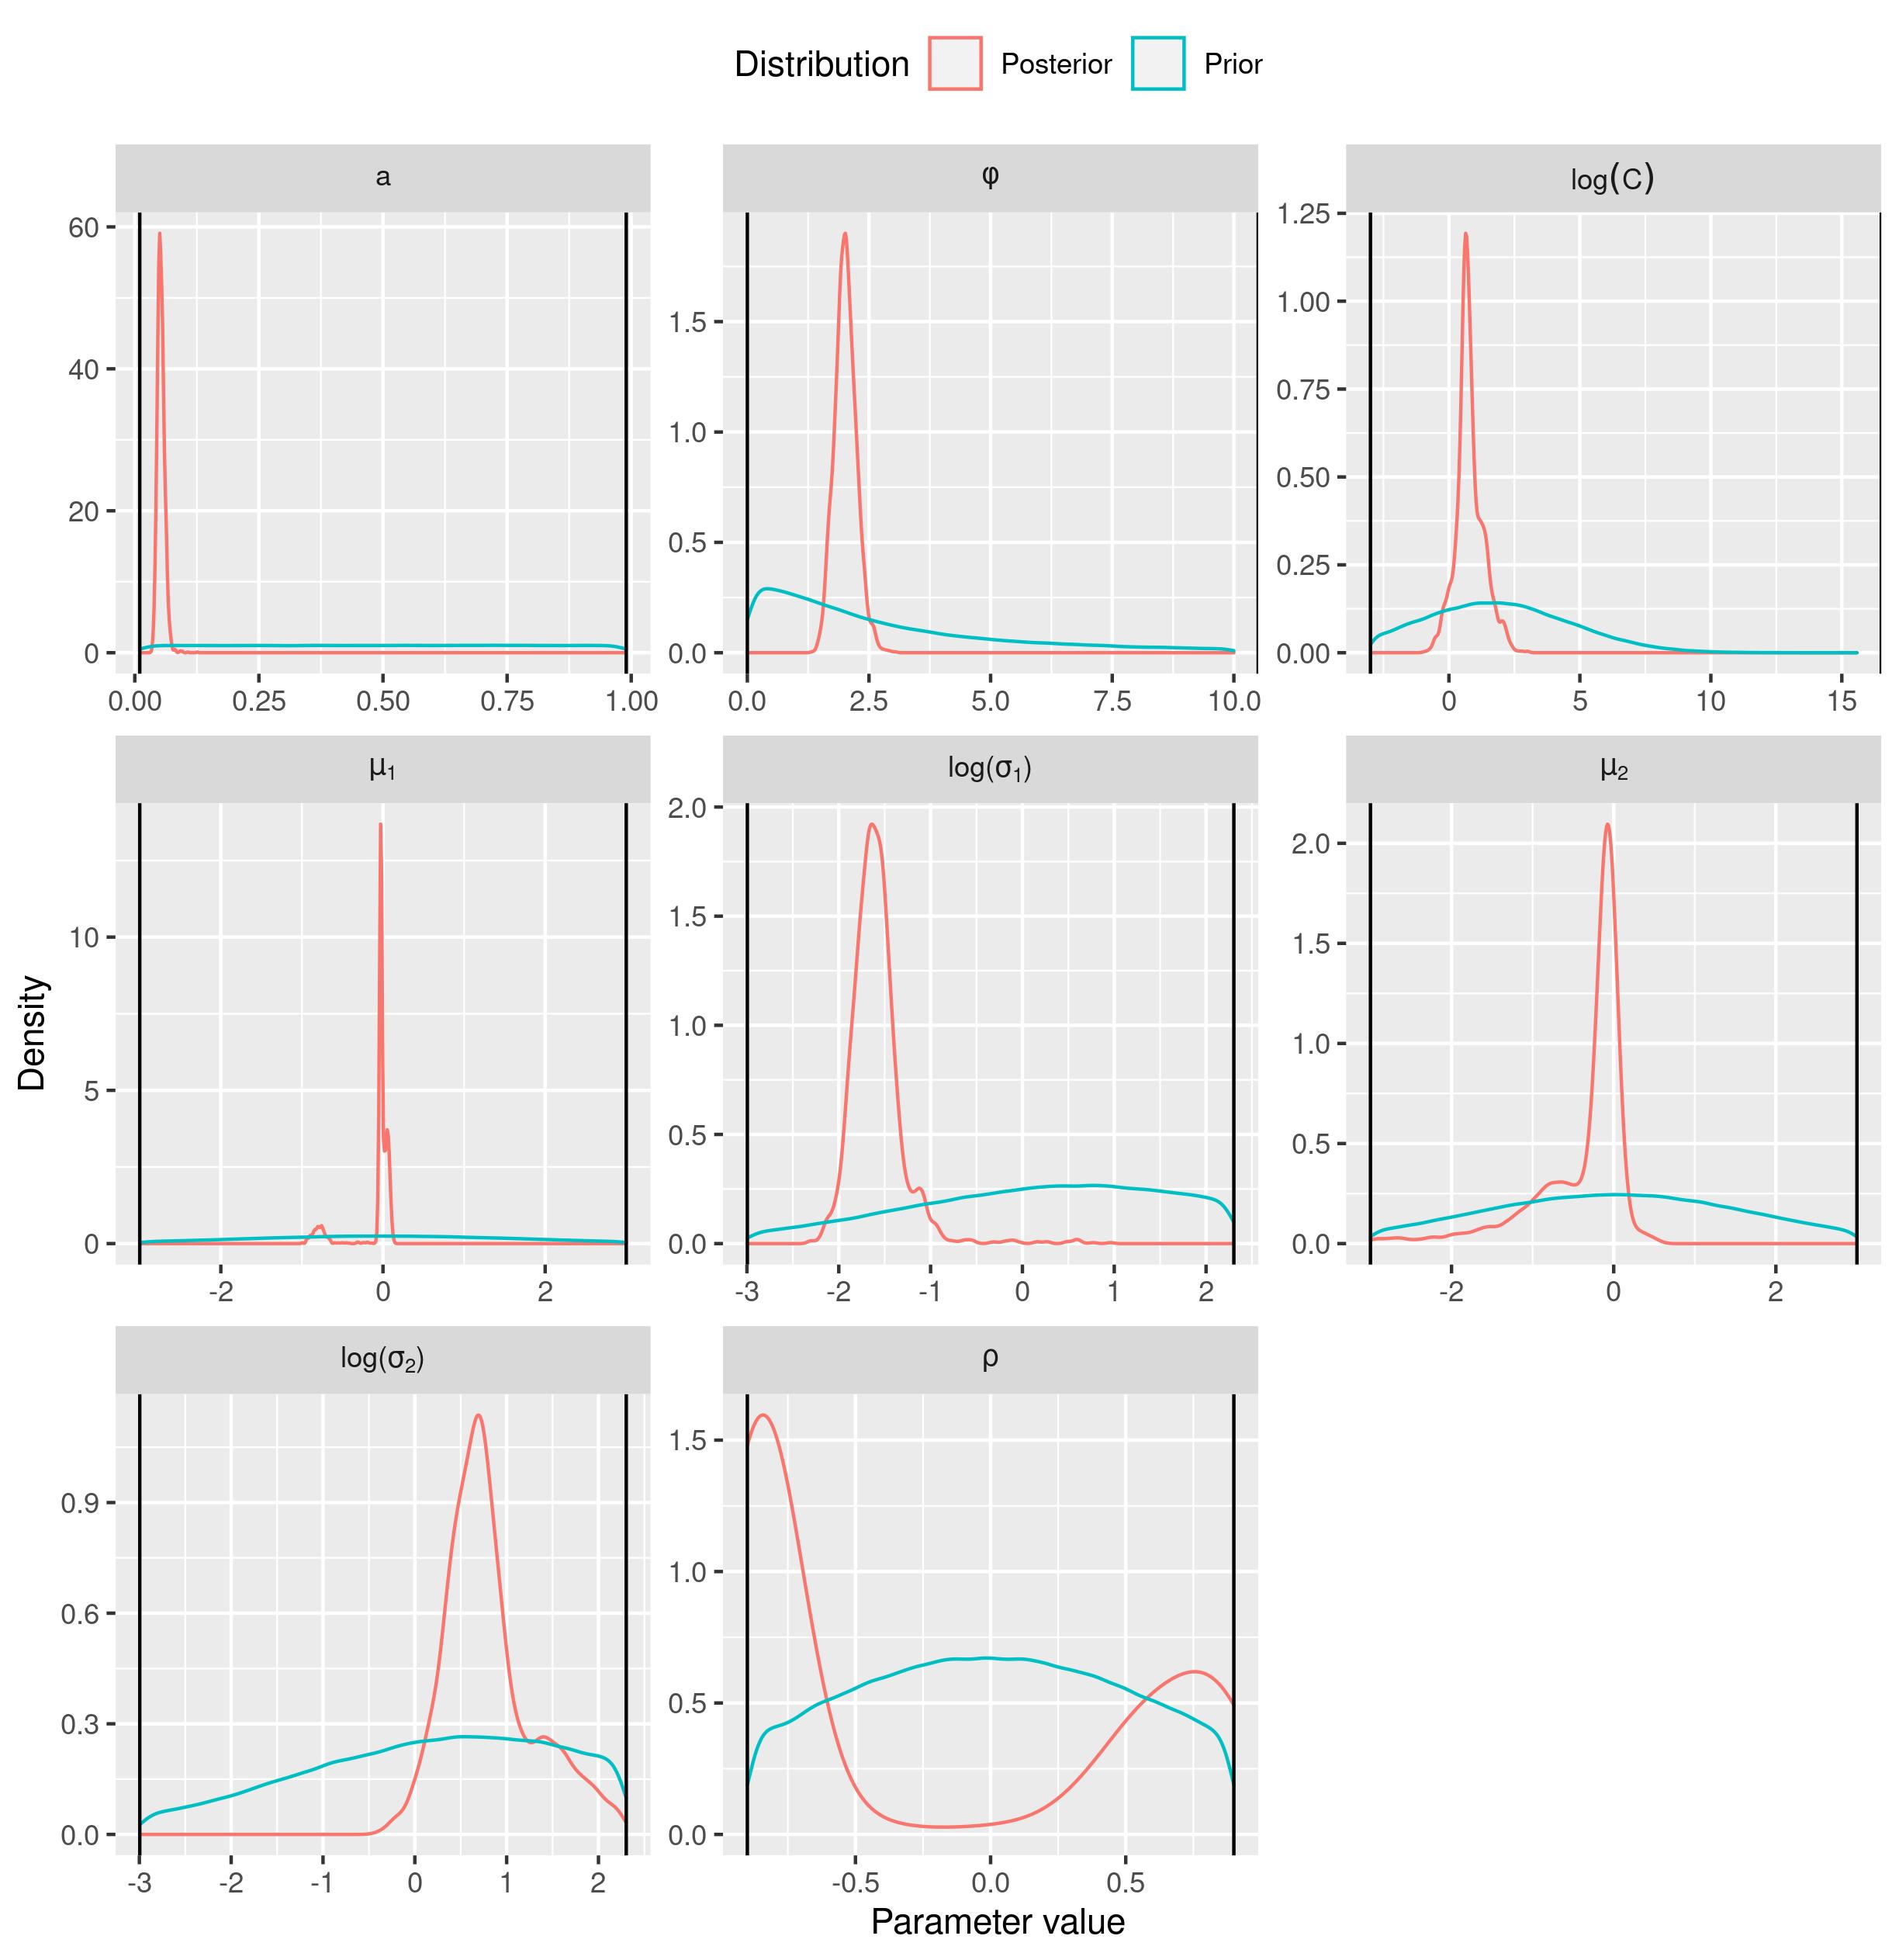 Distribution Posterior Prior
a φ log(C)
60 40 20 0
0.00 0.25 0.50 0.75 1.00
1.5 1.0 0.5 0.0
0.0 2.5 5.0 7.5 10.0
1.25 1.00 0.75 0.50 0.25 0.00
0 5 10 15
μ₁ log(σ₁) μ₂
10 5 0
-2 0 2
2.0 1.5 1.0 0.5 0.0
-3 -2 -1 0 1 2
2.0 1.5 1.0 0.5 0.0
-2 0 2
log(σ₂) ρ
0.9 0.6 0.3 0.0
-3 -2 -1 0 1 2
1.5 1.0 0.5 0.0
-0.5 0.0 0.5
Density
Parameter value